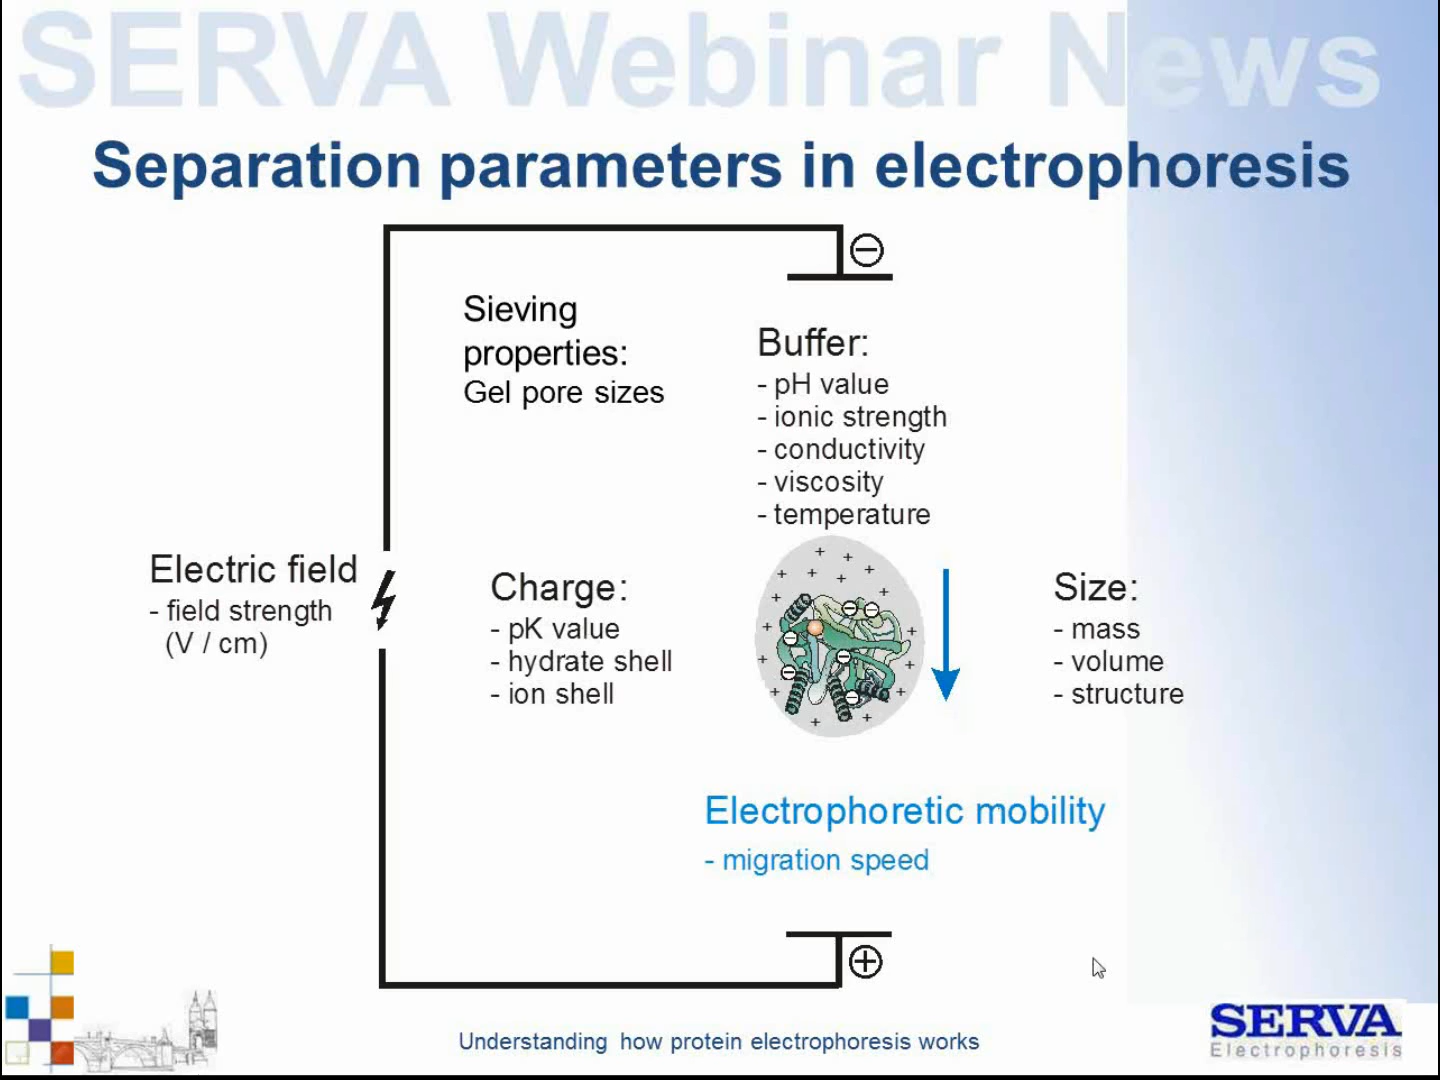 SERVA Webinar News
Separation parameters in electrophoresis
Sieving
properties:
Gel pore sizes
Buffer:
- pH value
- ionic strength
- conductivity
- viscosity
- temperature
Electric field
- field strength
(V / cm)
Charge:
- pK value
- hydrate shell
- ion shell
Size:
- mass
- volume
- structure
Electrophoretic mobility
- migration speed
Understanding how protein electrophoresis works
SERVA
Electrophoresis